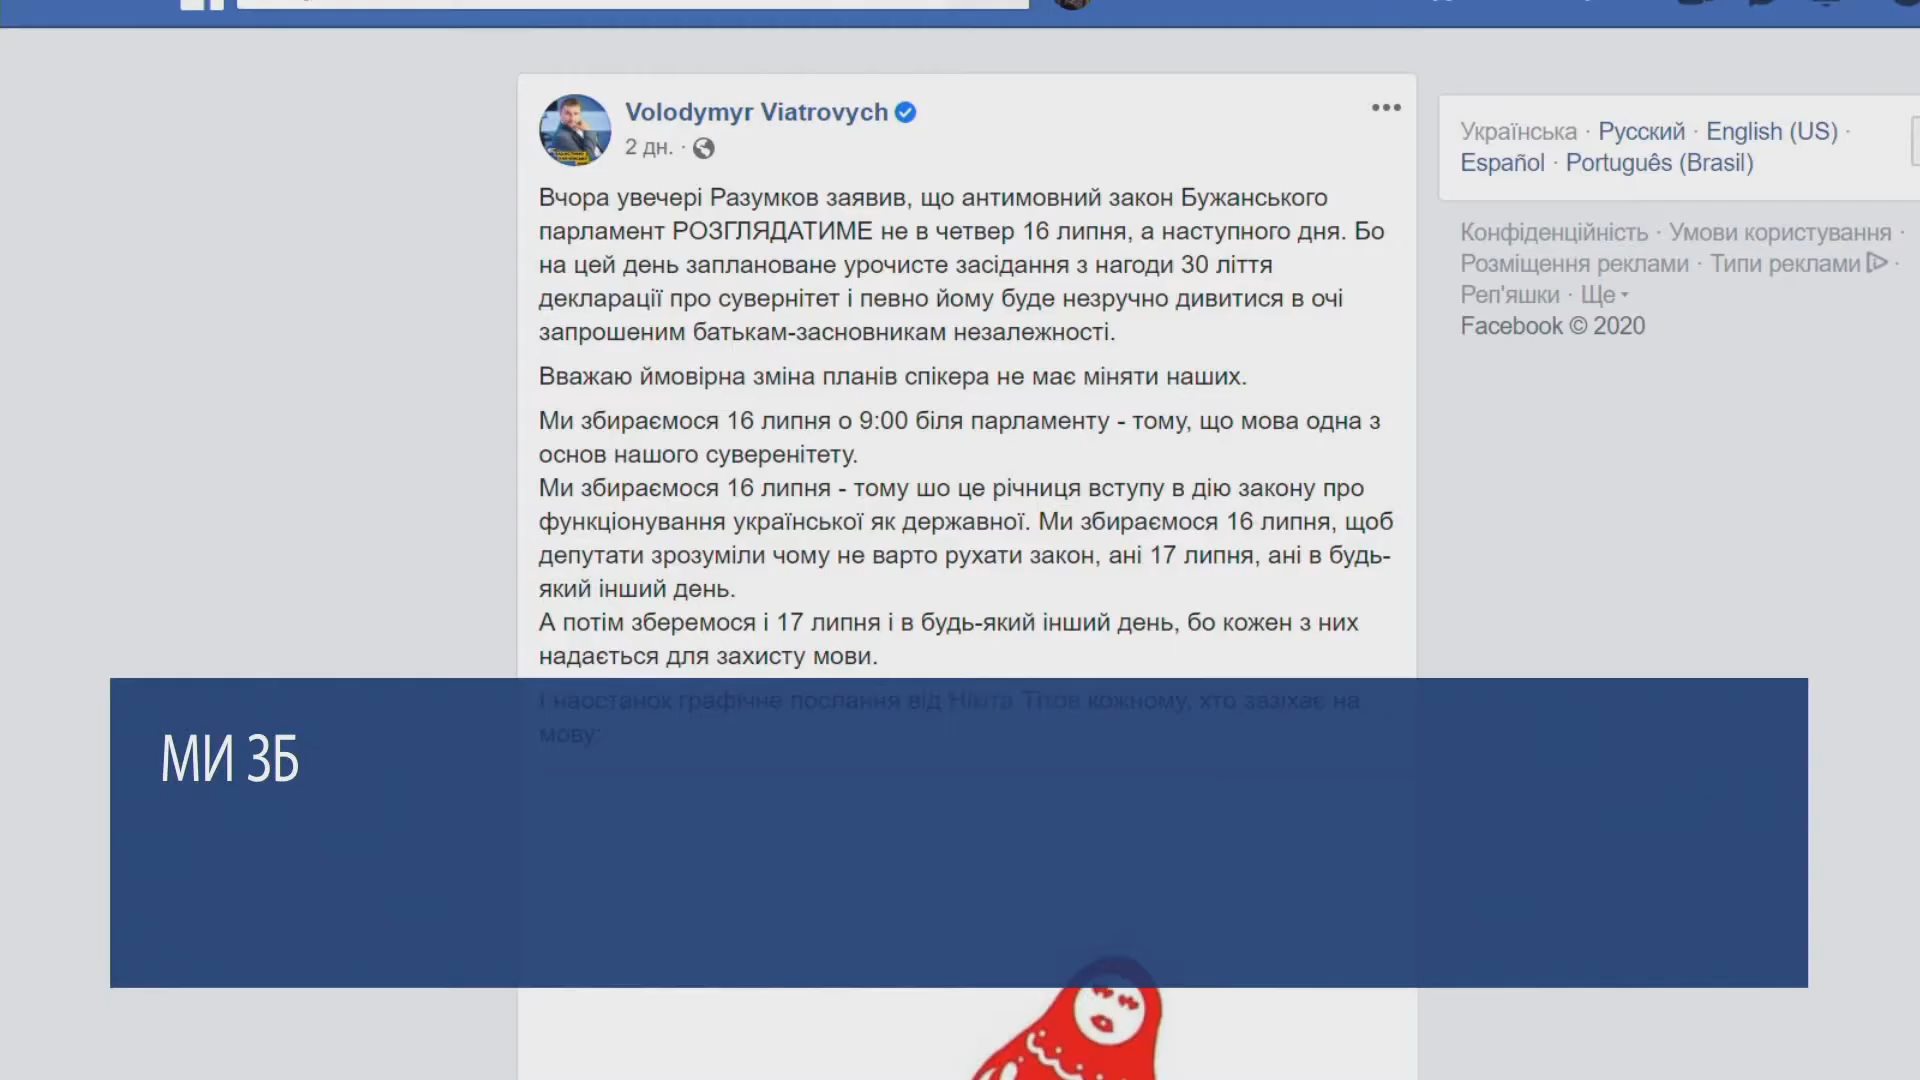 Volodymyr Viatrovych
2 дн. ·
Вчора увечері Разумков заявив, що антимовний закон Бужанського
парламент РОЗГЛЯДАТИМЕ не в четвер 16 липня, а наступного дня. Бо
на цей день заплановане урочисте засідання з нагоди 30 ліття
декларації про сувернітет і певно йому буде незручно дивитися в очі
запрошеним батькам-засновникам незалежності.
Вважаю ймовірна зміна планів спікера не має міняти наших.
Ми збираємося 16 липня о 9:00 біля парламенту - тому, що мова одна з
основ нашого суверенітету.
Ми збираємося 16 липня - тому шо це річниця вступу в дію закону про
функціонування української як державної. Ми збираємося 16 липня, щоб
депутати зрозуміли чому не варто рухати закон, ані 17 липня, ані в будь-
який інший день.
А потім зберемося і 17 липня і в будь-який інший день, бо кожен з них
надається для захисту мови.
І наостанок графічне послання від Нікіта Тітов кожному, хто зазіхає на
мову:
МИ ЗБ
Українська · Русский · English (US) ·
Español · Português (Brasil)
Конфіденційність · Умови користування ·
Розміщення реклами · Типи реклами ·
Реп'яшки · Ще
Facebook © 2020